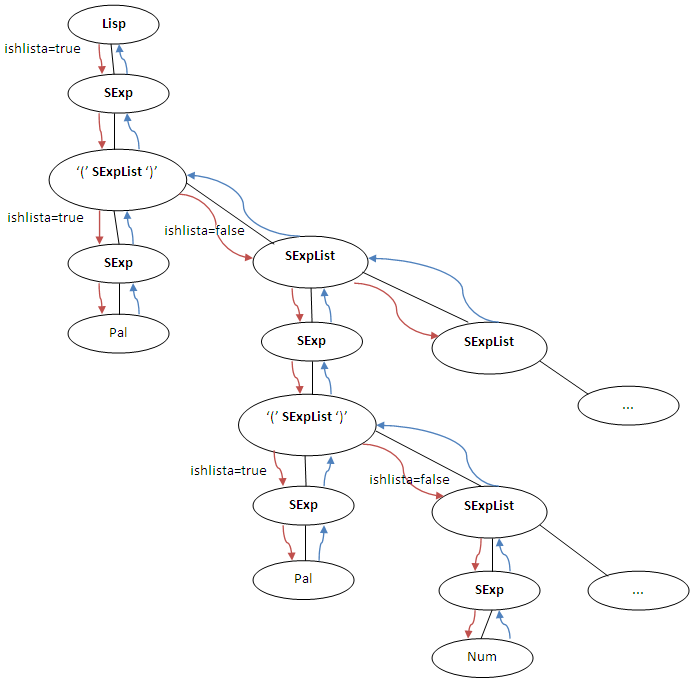 Lisp
ishlista=true
SExp
‘(’ SExpList ‘)’
ishlista=true
ishlista=false
SExp
SExpList
Pal
SExp
SExpList
...
‘(’ SExpList ‘)’
ishlista=true
ishlista=false
SExp
SExpList
Pal
SExp
...
Num